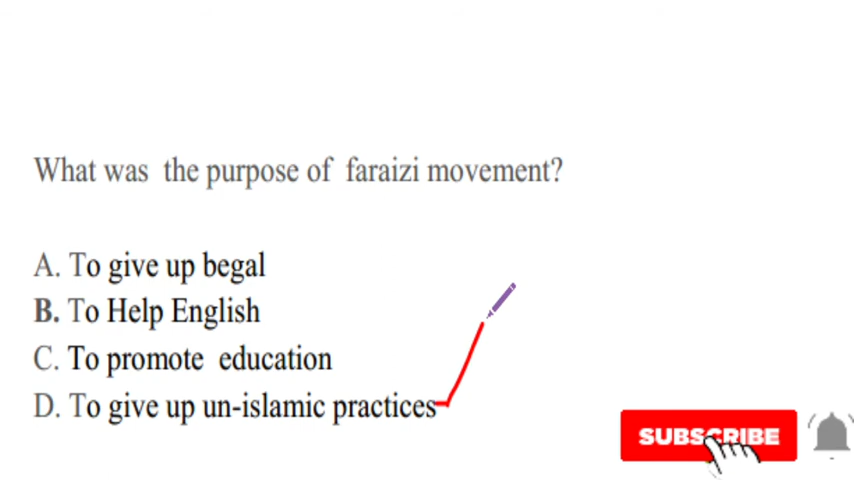 What was the purpose of faraizi movement?
A. To give up begal
B. To Help English
C. To promote education
D. To give up un-islamic practices
SUBSCRIBE